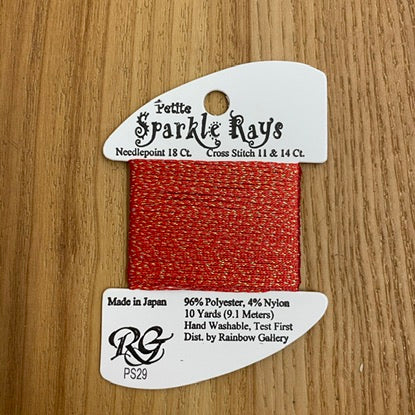 Petite
Sparkle Rays
Needlepoint 18 Ct. Cross Stitch 11 & 14 Ct.
Made in Japan
96% Polyester, 4% Nylon
10 Yards (9.1 Meters)
Hand Washable, Test First
Dist. by Rainbow Gallery
RG
PS29